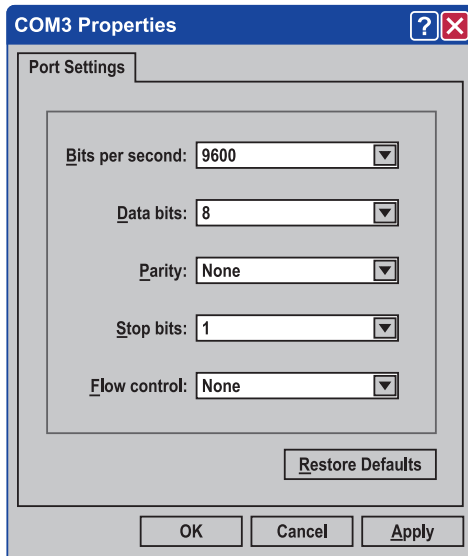 COM3 Properties ?
Port Settings
Bits per second: 9600
Data bits: 8
Parity: None
Stop bits: 1
Flow control: None
Restore Defaults
OK Cancel Apply